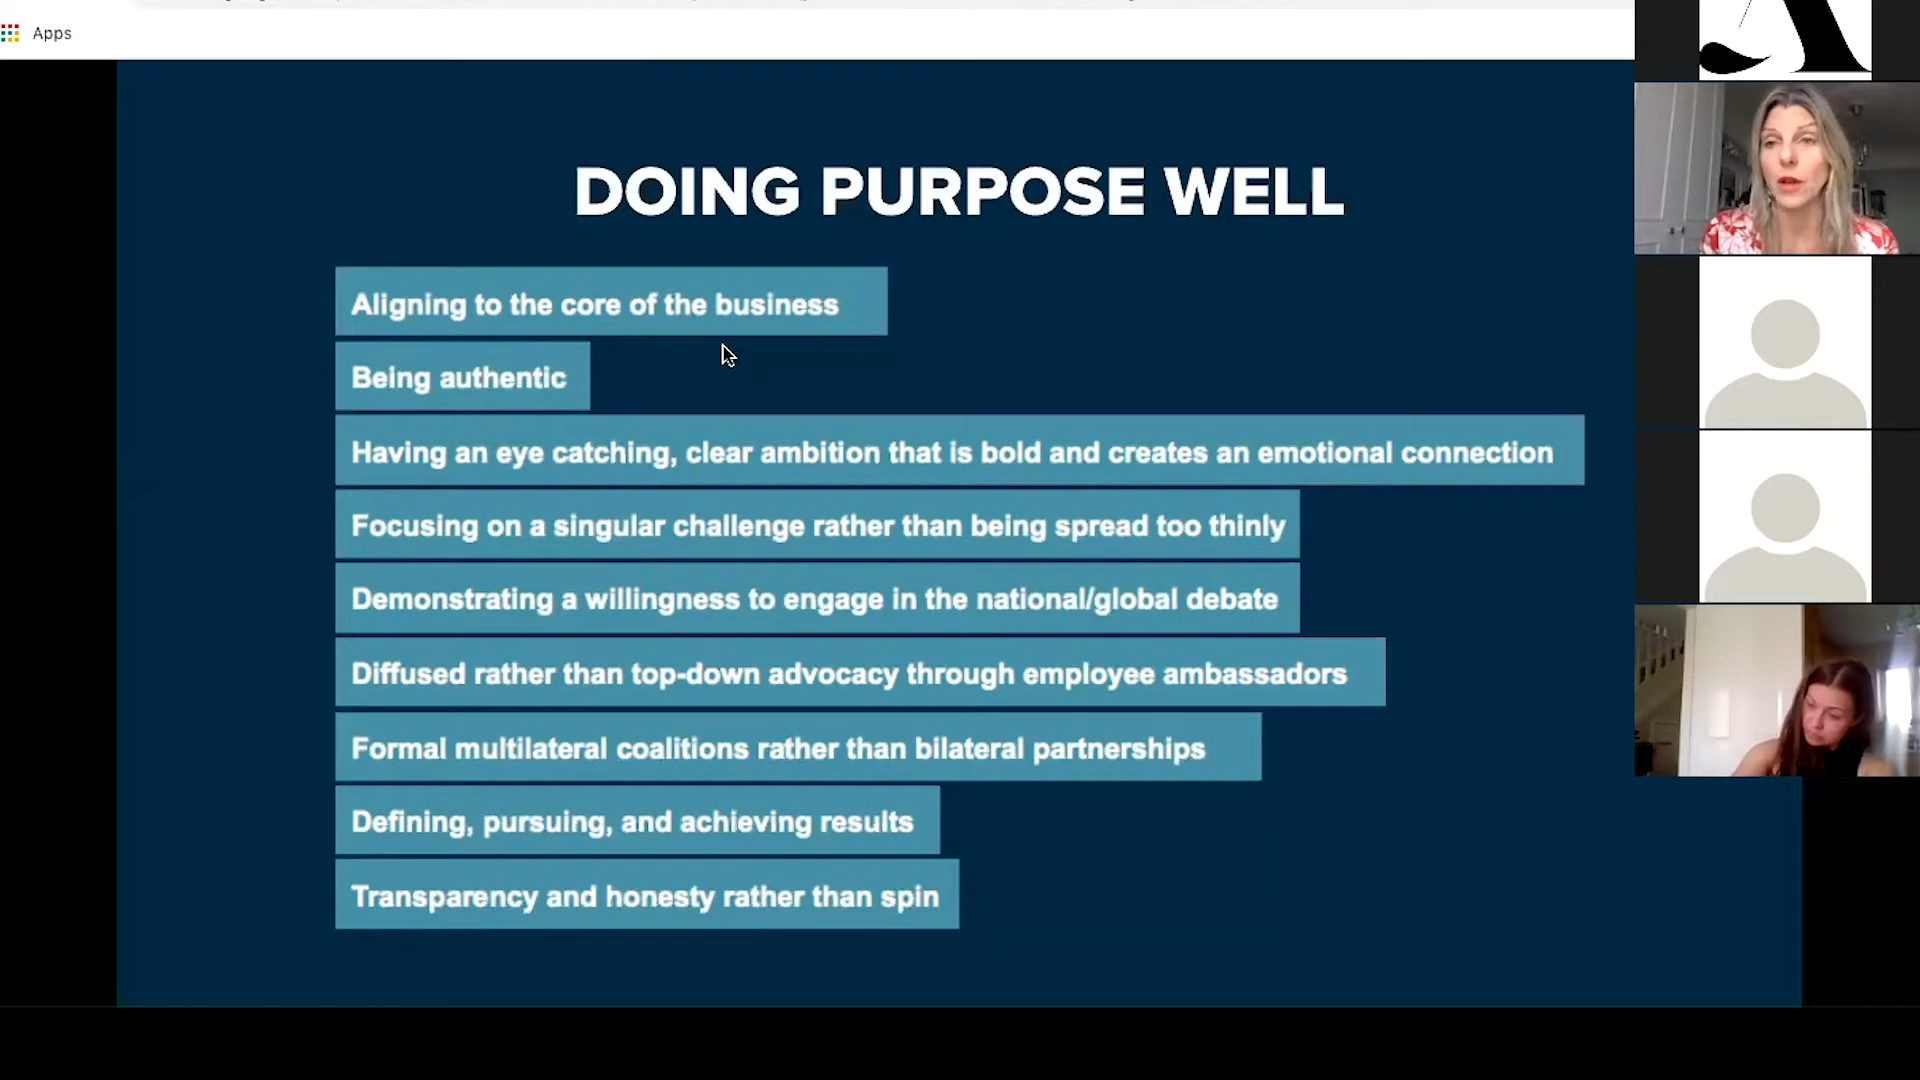 Apps
DOING PURPOSE WELL
Aligning to the core of the business
Being authentic
Having an eye catching, clear ambition that is bold and creates an emotional connection
Focusing on a singular challenge rather than being spread too thinly
Demonstrating a willingness to engage in the national/global debate
Diffused rather than top-down advocacy through employee ambassadors
Formal multilateral coalitions rather than bilateral partnerships
Defining, pursuing, and achieving results
Transparency and honesty rather than spin
A